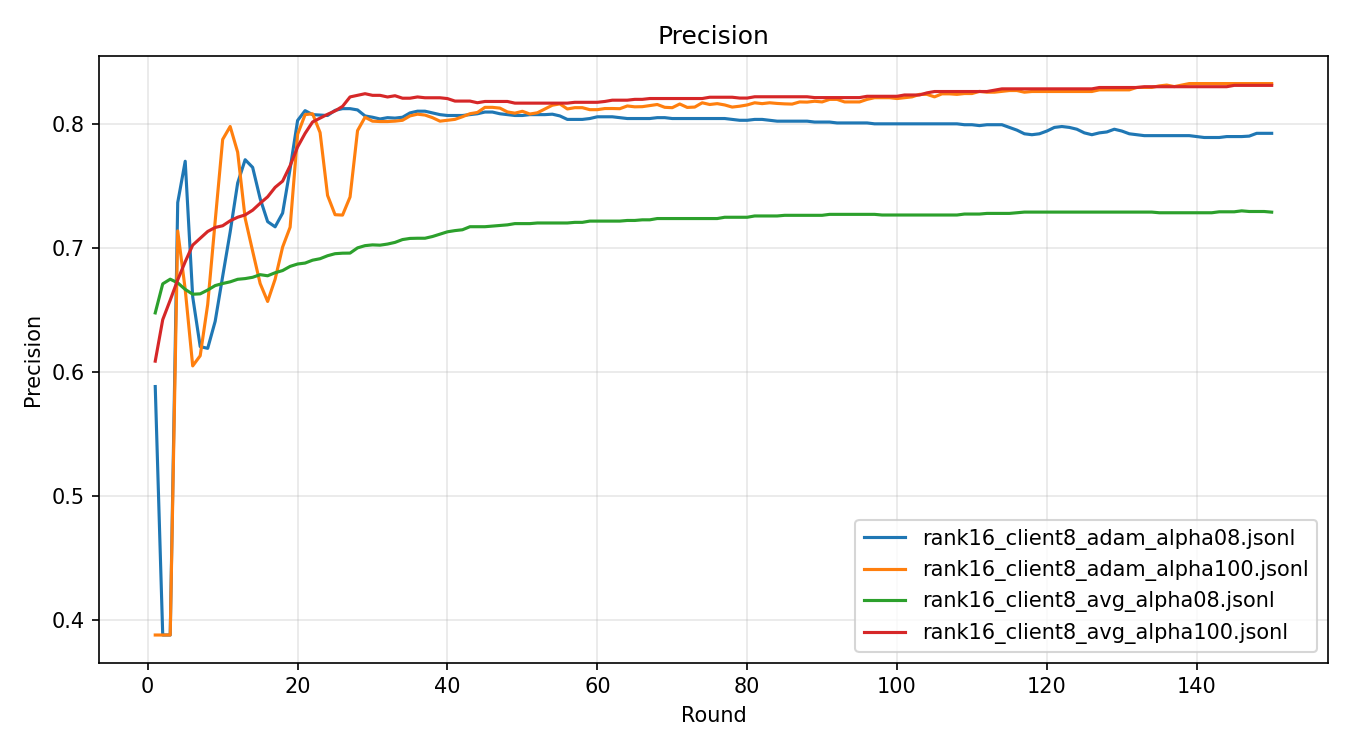 Precision
Precision
0.8
0.7
0.6
0.5
0.4
0 20 40 60 80 100 120 140
Round
rank16_client8_adam_alpha08.jsonl
rank16_client8_adam_alpha100.jsonl
rank16_client8_avg_alpha08.jsonl
rank16_client8_avg_alpha100.jsonl